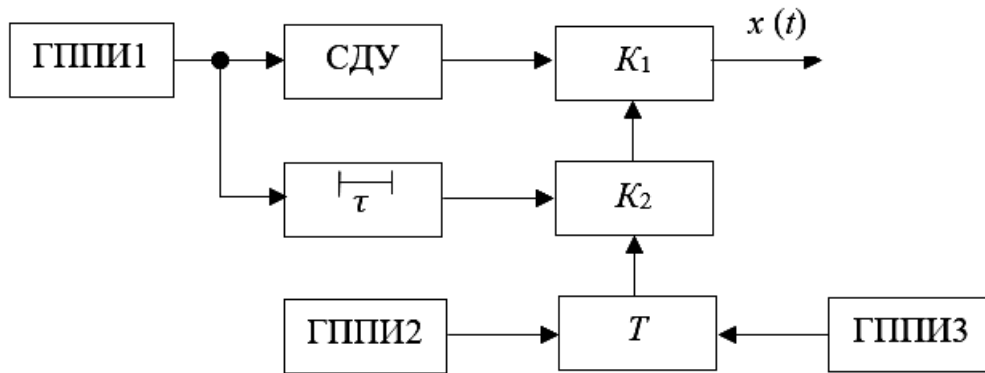 x (t)
ГППИ1
СДУ
K₁
τ
K₂
ГППИ2
T
ГППИ3